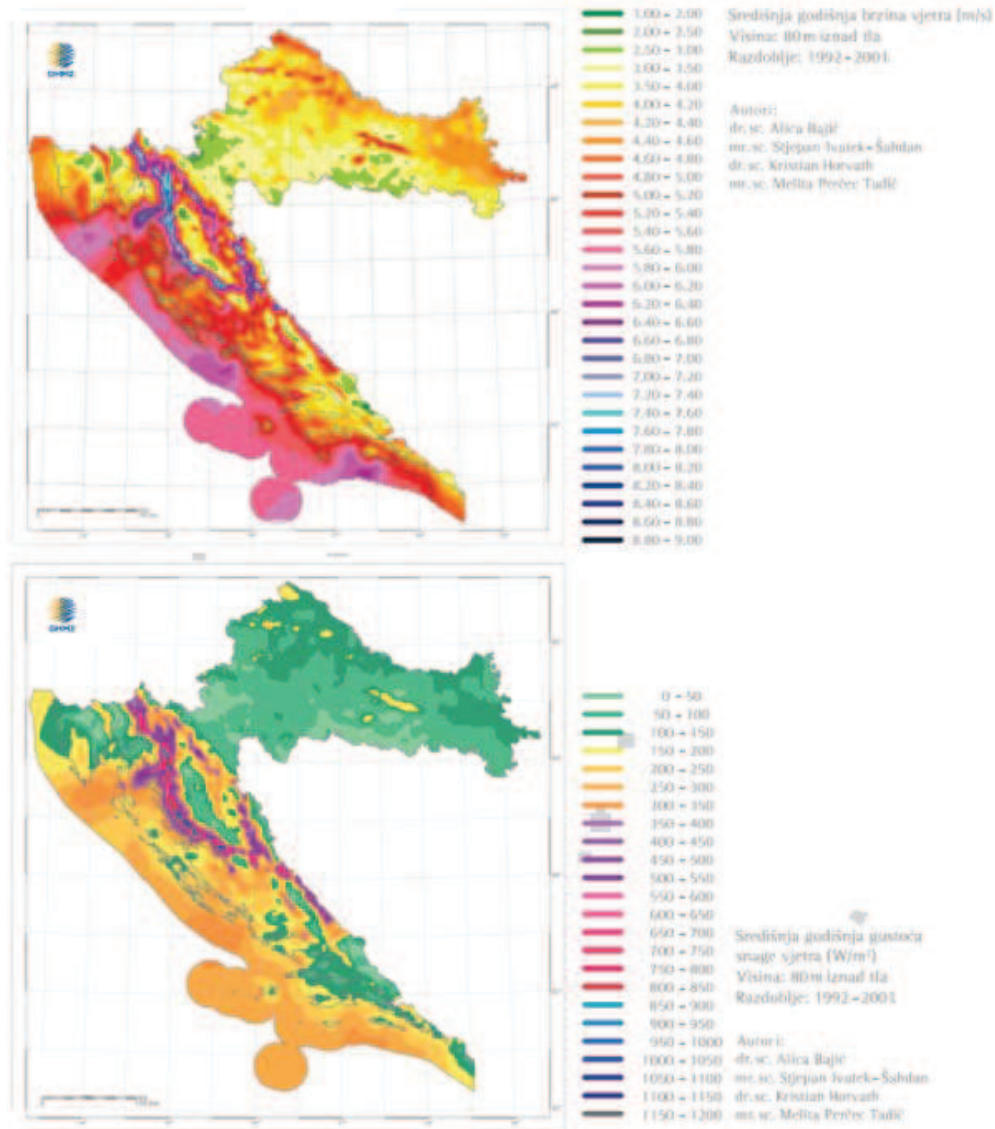 DHMZ
1.00 – 2.00
2.00 – 2.50
2.50 – 3.00
3.00 – 3.50
3.50 – 4.00
4.00 – 4.20
4.20 – 4.40
4.40 – 4.60
4.60 – 4.80
4.80 – 5.00
5.00 – 5.20
5.20 – 5.40
5.40 – 5.60
5.60 – 5.80
5.80 – 6.00
6.00 – 6.20
6.20 – 6.40
6.40 – 6.60
6.60 – 6.80
6.80 – 7.00
7.00 – 7.20
7.20 – 7.40
7.40 – 7.60
7.60 – 7.80
7.80 – 8.00
8.00 – 8.20
8.20 – 8.40
8.40 – 8.60
8.60 – 8.80
8.80 – 9.00
Središnja godišnja brzina vjetra (m/s)
Visina: 80m iznad tla
Razdoblje: 1992–2001
Autori:
dr.sc. Alica Bajić
mr.sc. Stjepan Ivatek-Šahdan
dr.sc. Kristian Horvath
mr.sc. Melita Perčec Tadić
DHMZ
0 – 50
50 – 100
100 – 150
150 – 200
200 – 250
250 – 300
300 – 350
350 – 400
400 – 450
450 – 500
500 – 550
550 – 600
600 – 650
650 – 700
700 – 750
750 – 800
800 – 850
850 – 900
900 – 950
950 – 1000
1000 – 1050
1050 – 1100
1100 – 1150
1150 – 1200
Središnja godišnja gustoća
snage vjetra (W/m²)
Visina: 80m iznad tla
Razdoblje: 1992–2001
Autori:
dr.sc. Alica Bajić
mr.sc. Stjepan Ivatek–Šahdan
dr.sc. Kristian Horvath
mr.sc. Melita Perčec Tadić